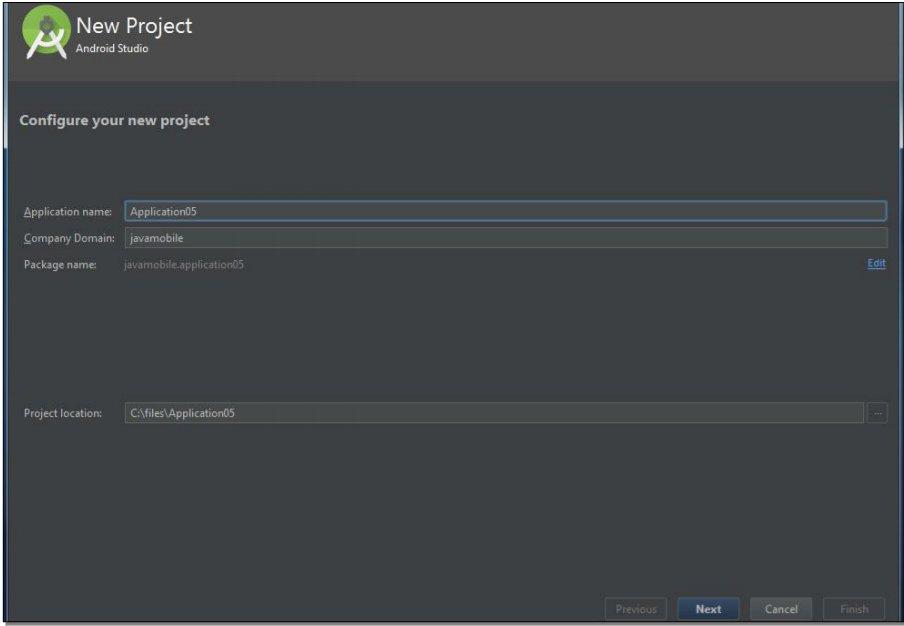 New Project
Android Studio
Configure your new project
Application name: Application05
Company Domain: javamobile
Package name: javamobile.application05 Edit
Project location: C:\files\Application05 ...
Previous Next Cancel Finish